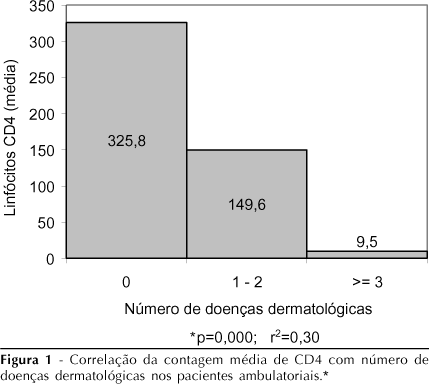 350
300
250
200
150
100
50
0
Linfócitos CD4 (média)
325,8
149,6
9,5
0
1 - 2
>= 3
Número de doenças dermatológicas
*p=0,000; r²=0,30
Figura 1 - Correlação da contagem média de CD4 com número de
doenças dermatológicas nos pacientes ambulatoriais.*